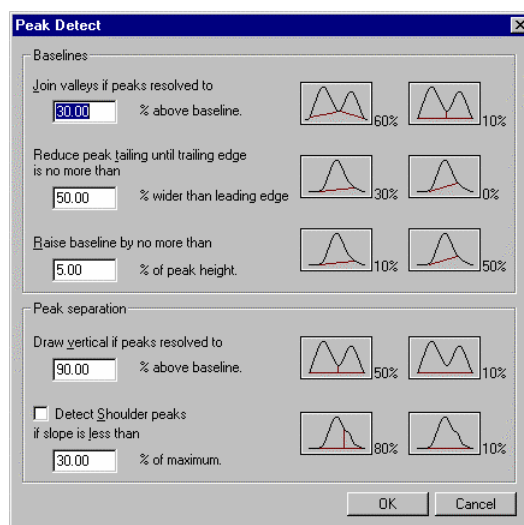 Peak Detect
Baselines
Join valleys if peaks resolved to
30.00 % above baseline.
60% 10%
Reduce peak tailing until trailing edge
is no more than
50.00 % wider than leading edge
30% 0%
Raise baseline by no more than
5.00 % of peak height.
10% 50%
Peak separation
Draw vertical if peaks resolved to
90.00 % above baseline.
50% 10%
Detect Shoulder peaks
if slope is less than
30.00 % of maximum.
80% 10%
OK Cancel